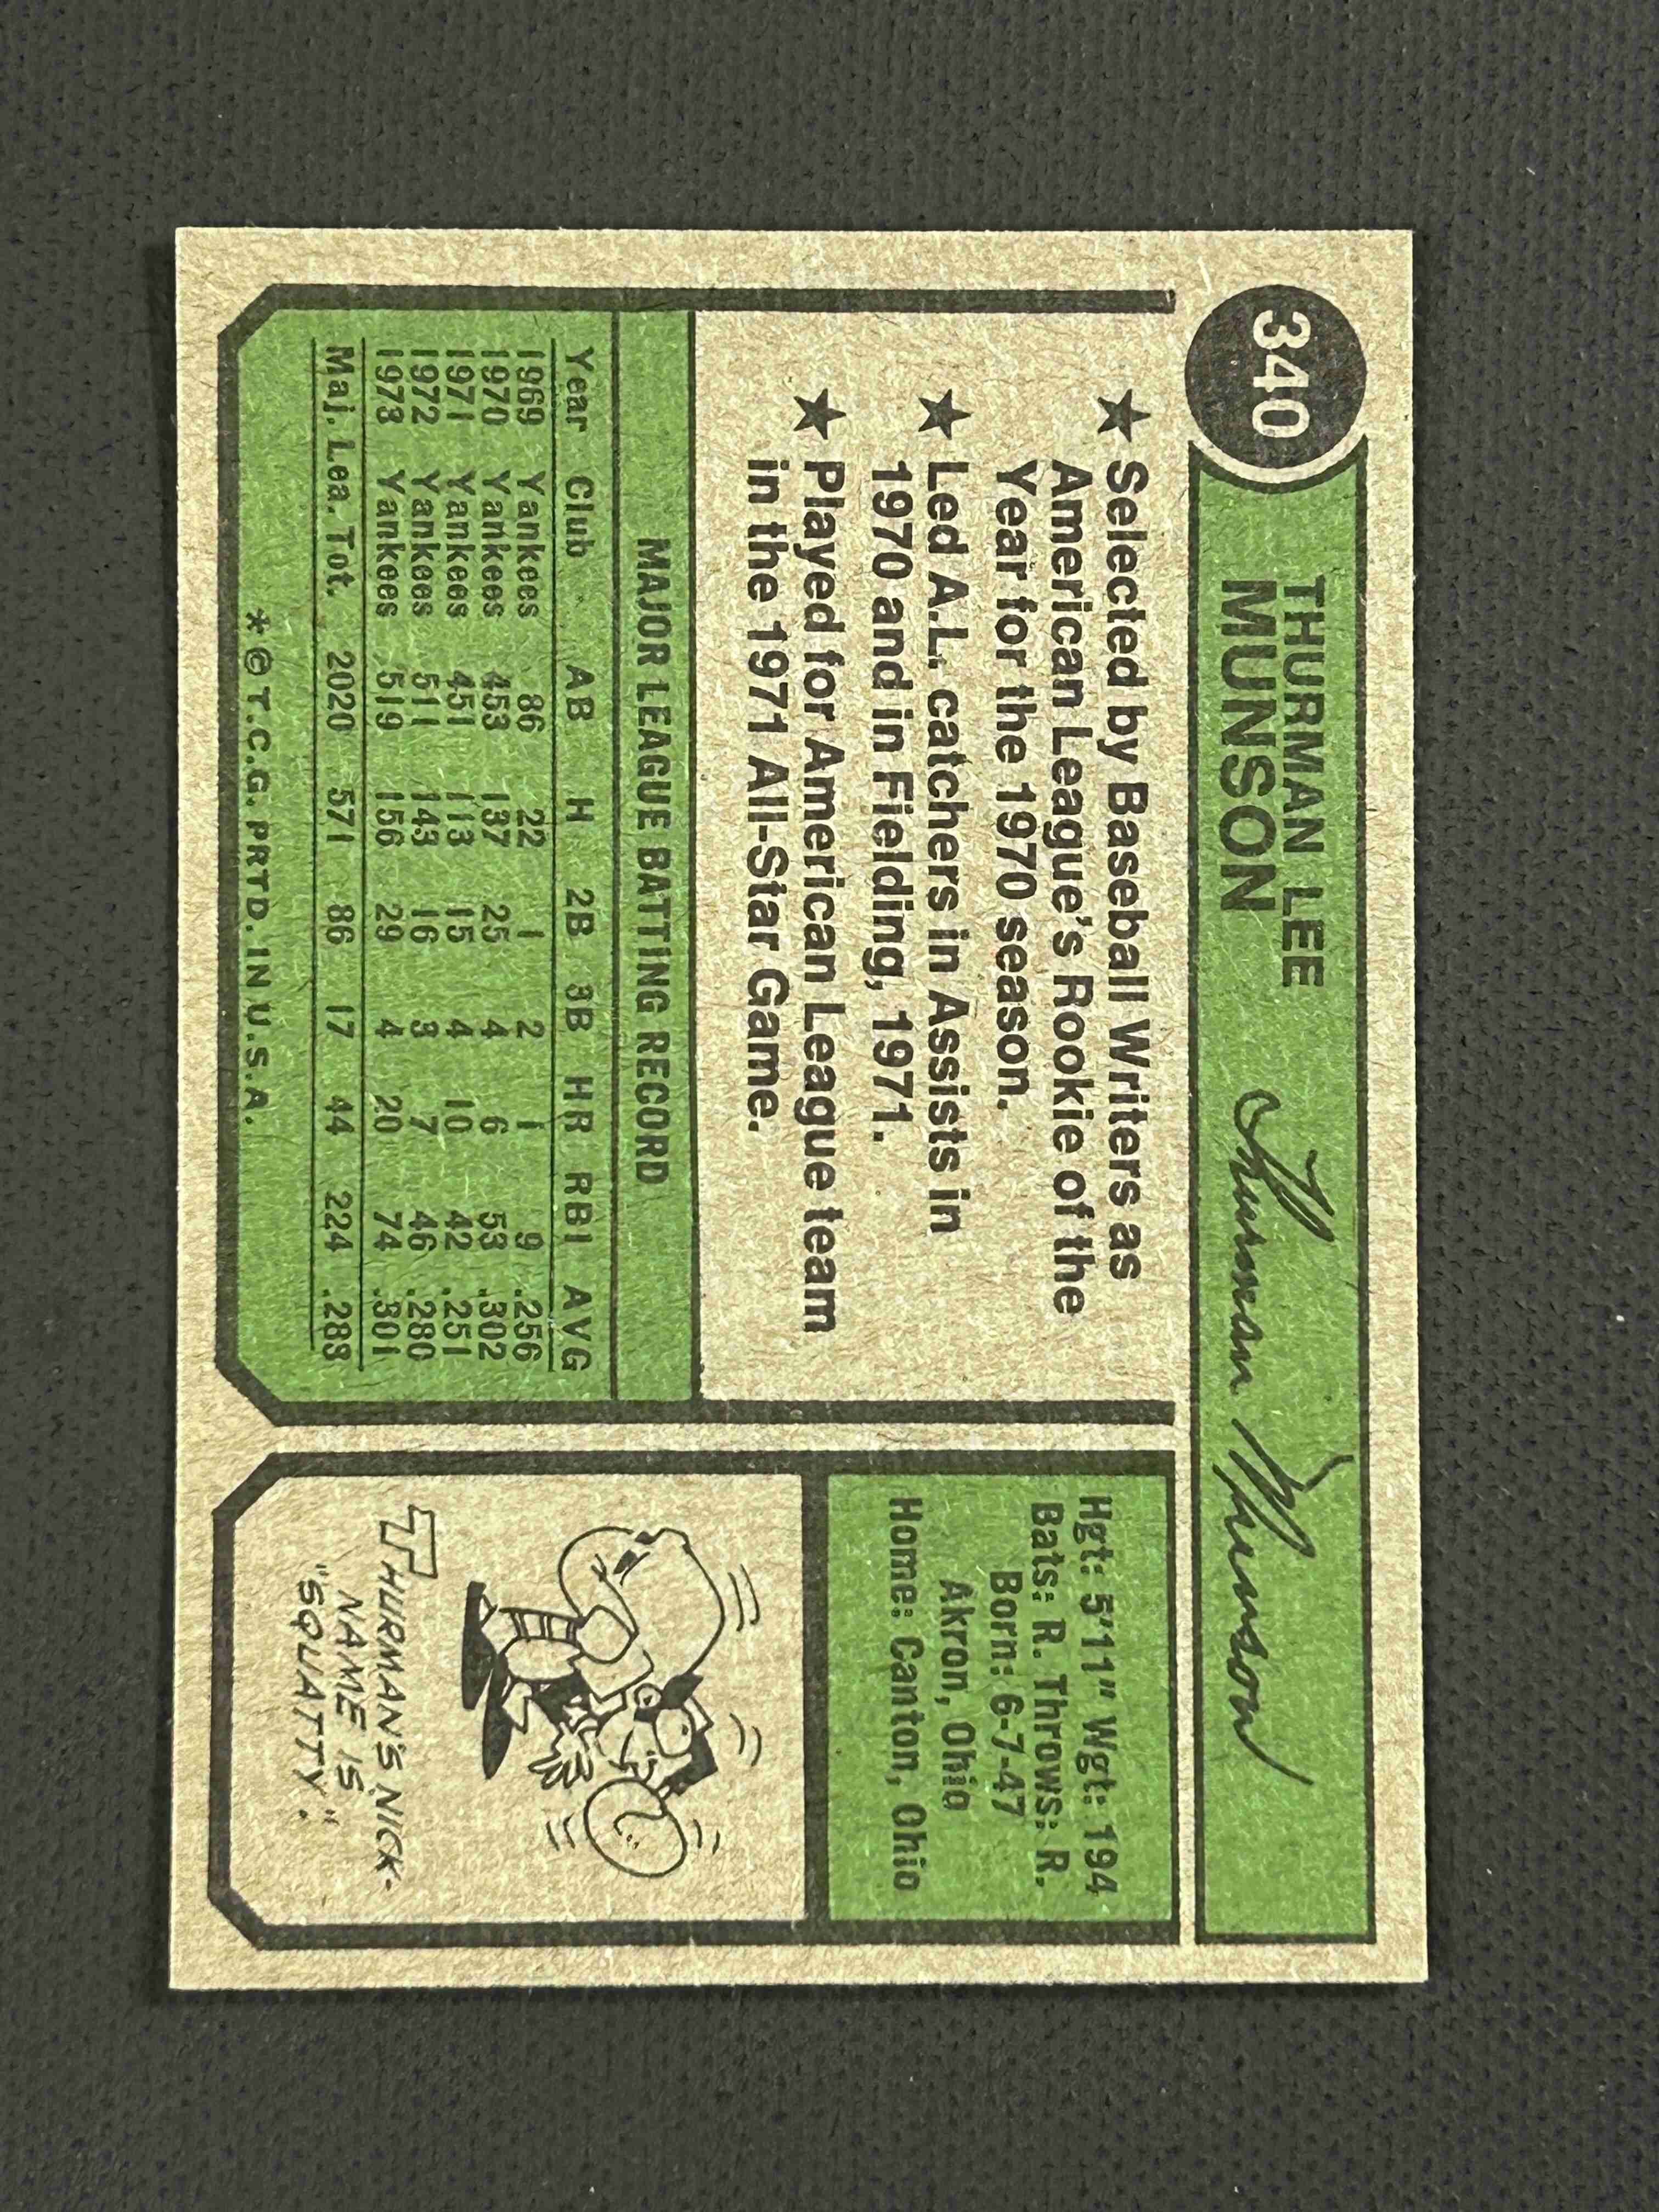 340
THURMAN LEE
MUNSON
Thurman Munson
★ Selected by Baseball Writers as
American League's Rookie of the
Year for the 1970 season.
★ Led A.L. catchers in Assists in
1970 and in Fielding, 1971.
★ Played for American League team
in the 1971 All-Star Game.
MAJOR LEAGUE BATTING RECORD
Year Club AB H 2B 3B HR RBI AVG
1969 Yankees 86 22 1 2 1 9 .256
1970 Yankees 453 137 25 4 6 53 .302
1971 Yankees 451 113 15 4 10 42 .251
1972 Yankees 511 143 16 3 7 46 .280
1973 Yankees 519 156 29 4 20 74 .301
Maj. Lea. Tot. 2020 571 86 17 44 224 .283
*©T.C.G. PRTD. IN U.S.A.
Hgt: 5'11" Wgt: 194
Bats: R. Throws: R.
Born: 6-7-47
Akron, Ohio
Home: Canton, Ohio
THURMAN'S NICK-
NAME IS
"SQUATTY".